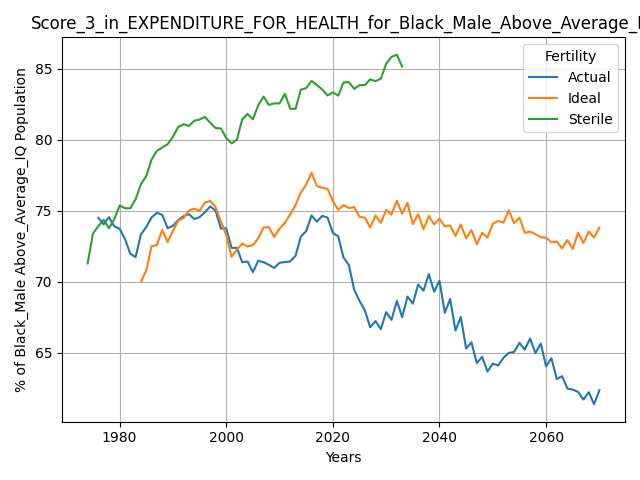 Score_3_in_EXPENDITURE_FOR_HEALTH_for_Black_Male_Above_Average_I
Fertility
Actual
Ideal
Sterile
% of Black_Male Above_Average_IQ Population
85
80
75
70
65
1980 2000 2020 2040 2060
Years